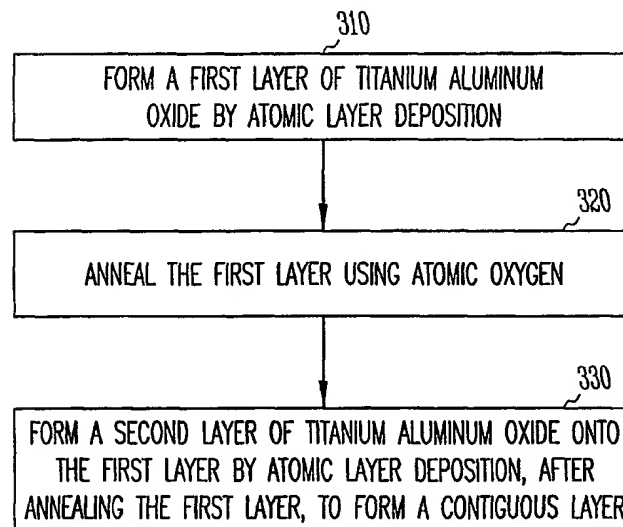 310
FORM A FIRST LAYER OF TITANIUM ALUMINUM
OXIDE BY ATOMIC LAYER DEPOSITION
320
ANNEAL THE FIRST LAYER USING ATOMIC OXYGEN
330
FORM A SECOND LAYER OF TITANIUM ALUMINUM OXIDE ONTO
THE FIRST LAYER BY ATOMIC LAYER DEPOSITION, AFTER
ANNEALING THE FIRST LAYER, TO FORM A CONTIGUOUS LAYER